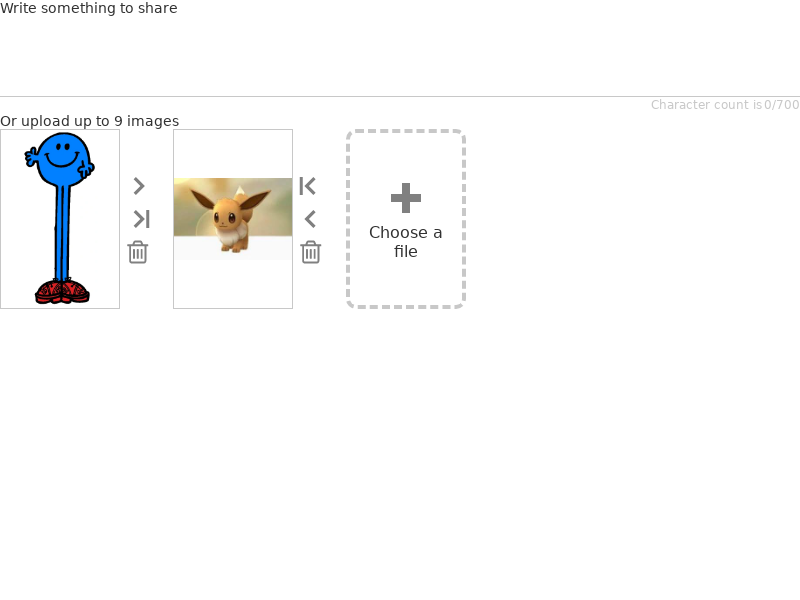 Write something to share
Character count is 0/700
Or upload up to 9 images
Choose a
file